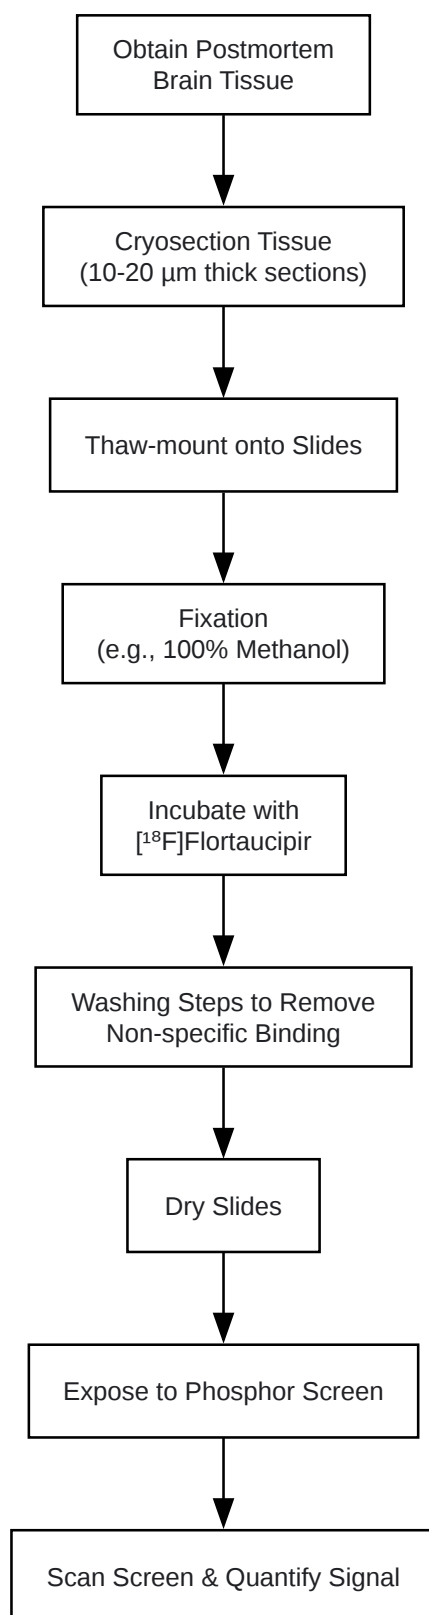 Obtain Postmortem
Brain Tissue
Cryosection Tissue
(10-20 µm thick sections)
Thaw-mount onto Slides
Fixation
(e.g., 100% Methanol)
Incubate with
[¹⁸F]Flortaucipir
Washing Steps to Remove
Non-specific Binding
Dry Slides
Expose to Phosphor Screen
Scan Screen & Quantify Signal